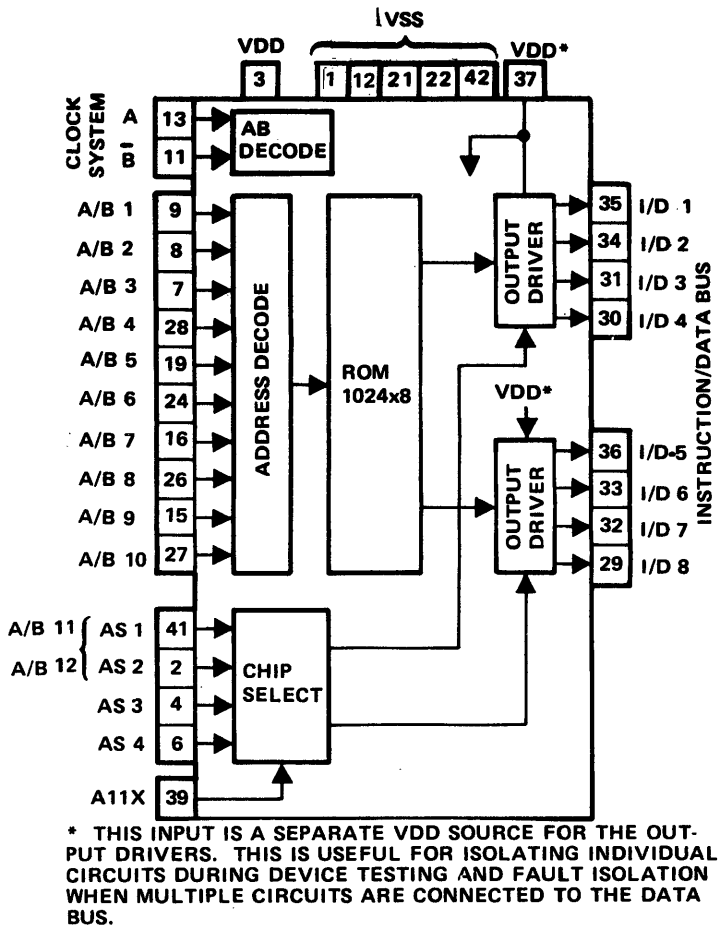 VSS
VDD
VDD*
3
1 12 21 22 42
37
CLOCK SYSTEM
A 13
B̅ 11
AB DECODE
A/B 1 9
A/B 2 8
A/B 3 7
A/B 4 28
A/B 5 19
A/B 6 24
A/B 7 16
A/B 8 26
A/B 9 15
A/B 10 27
ADDRESS DECODE
ROM
1024x8
OUTPUT DRIVER
35 I/D 1
34 I/D 2
31 I/D 3
30 I/D 4
VDD*
OUTPUT DRIVER
36 I/D-5
33 I/D 6
32 I/D 7
29 I/D 8
INSTRUCTION/DATA BUS
A/B 11 AS 1 41
A/B 12 AS 2 2
AS 3 4
AS 4 6
CHIP
SELECT
A11X 39
* THIS INPUT IS A SEPARATE VDD SOURCE FOR THE OUT-
PUT DRIVERS. THIS IS USEFUL FOR ISOLATING INDIVIDUAL
CIRCUITS DURING DEVICE TESTING AND FAULT ISOLATION
WHEN MULTIPLE CIRCUITS ARE CONNECTED TO THE DATA
BUS.